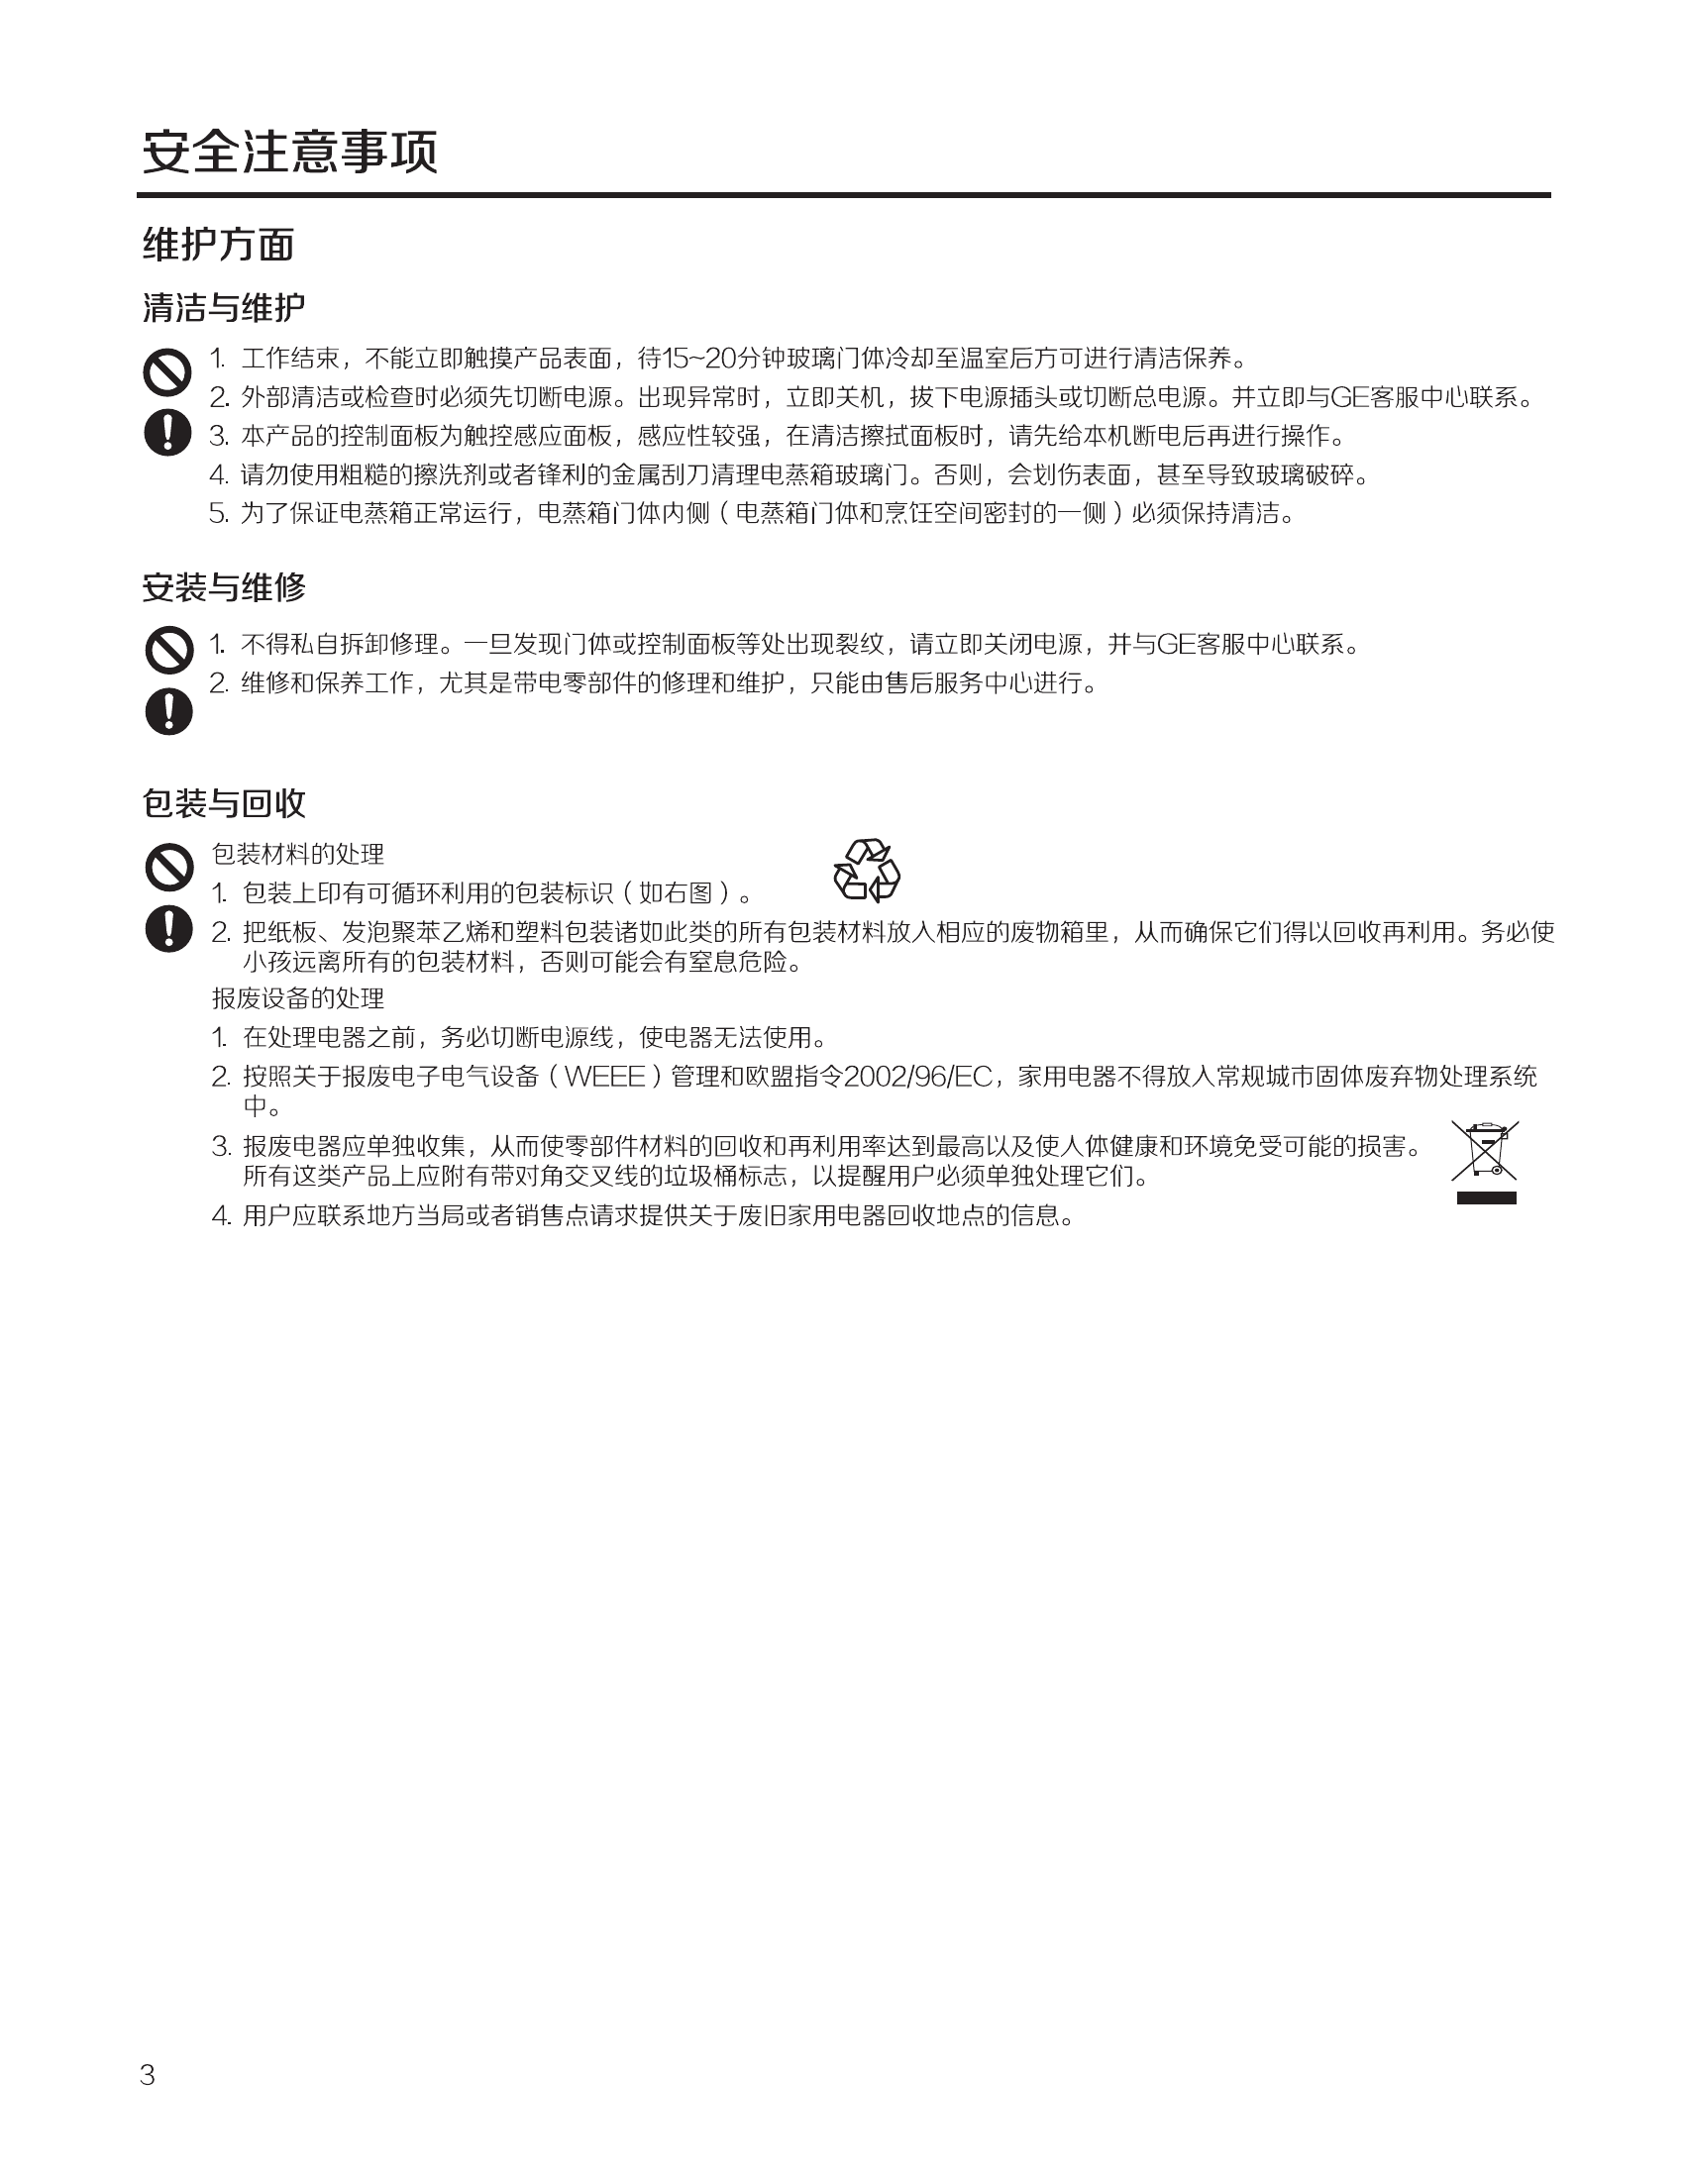 安全注意事项
维护方面
清洁与维护
1. 工作结束，不能立即触摸产品表面，待15~20分钟玻璃门体冷却至温室后方可进行清洁保养。
2. 外部清洁或检查时必须先切断电源。出现异常时，立即关机，拔下电源插头或切断总电源。并立即与GE客服中心联系。
3. 本产品的控制面板为触控感应面板，感应性较强，在清洁擦拭面板时，请先给本机断电后再进行操作。
4. 请勿使用粗糙的擦洗剂或者锋利的金属刮刀清理电蒸箱玻璃门。否则，会划伤表面，甚至导致玻璃破碎。
5. 为了保证电蒸箱正常运行，电蒸箱门体内侧（电蒸箱门体和烹饪空间密封的一侧）必须保持清洁。
安装与维修
1. 不得私自拆卸修理。一旦发现门体或控制面板等处出现裂纹，请立即关闭电源，并与GE客服中心联系。
2. 维修和保养工作，尤其是带电零部件的修理和维护，只能由售后服务中心进行。
包装与回收
包装材料的处理
1. 包装上印有可循环利用的包装标识（如右图）。
2. 把纸板、发泡聚苯乙烯和塑料包装诸如此类的所有包装材料放入相应的废物箱里，从而确保它们得以回收再利用。务必使
小孩远离所有的包装材料，否则可能会有窒息危险。
报废设备的处理
1. 在处理电器之前，务必切断电源线，使电器无法使用。
2. 按照关于报废电子电气设备（WEEE）管理和欧盟指令2002/96/EC，家用电器不得放入常规城市固体废弃物处理系统
中。
3. 报废电器应单独收集，从而使零部件材料的回收和再利用率达到最高以及使人体健康和环境免受可能的损害。
所有这类产品上应附有带对角交叉线的垃圾桶标志，以提醒用户必须单独处理它们。
4. 用户应联系地方当局或者销售点请求提供关于废旧家用电器回收地点的信息。
3